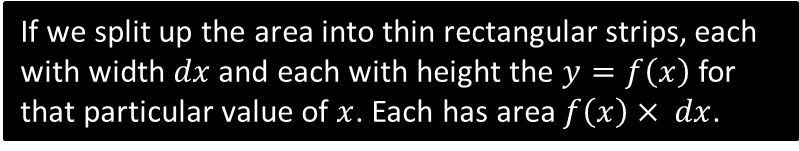 If we split up the area into thin rectangular strips, each
with width dx and each with height the y = f(x) for
that particular value of x. Each has area f(x) × dx.